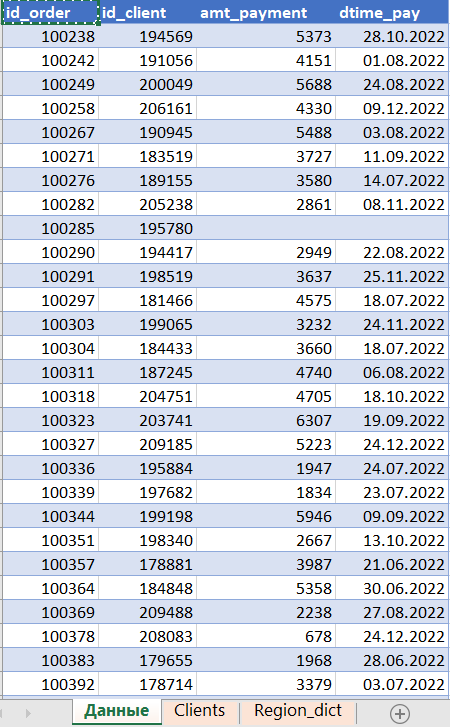 id_order id_client amt_payment dtime_pay
100238 194569 5373 28.10.2022
100242 191056 4151 01.08.2022
100249 200049 5688 24.08.2022
100258 206161 4330 09.12.2022
100267 190945 5488 03.08.2022
100271 183519 3727 11.09.2022
100276 189155 3580 14.07.2022
100282 205238 2861 08.11.2022
100285 195780
100290 194417 2949 22.08.2022
100291 198519 3637 25.11.2022
100297 181466 4575 18.07.2022
100303 199065 3232 24.11.2022
100304 184433 3660 18.07.2022
100311 187245 4740 06.08.2022
100318 204751 4705 18.10.2022
100323 203741 6307 19.09.2022
100327 209185 5223 24.12.2022
100336 195884 1947 24.07.2022
100339 197682 1834 23.07.2022
100344 199198 5946 09.09.2022
100351 198340 2667 13.10.2022
100357 178881 3987 21.06.2022
100364 184848 5358 30.06.2022
100369 209488 2238 27.08.2022
100378 208083 678 24.12.2022
100383 179655 1968 28.06.2022
100392 178714 3379 03.07.2022
Данные Clients Region_dict